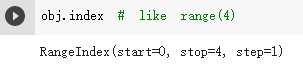 obj.index  #  like  range(4)
RangeIndex(start=0, stop=4, step=1)